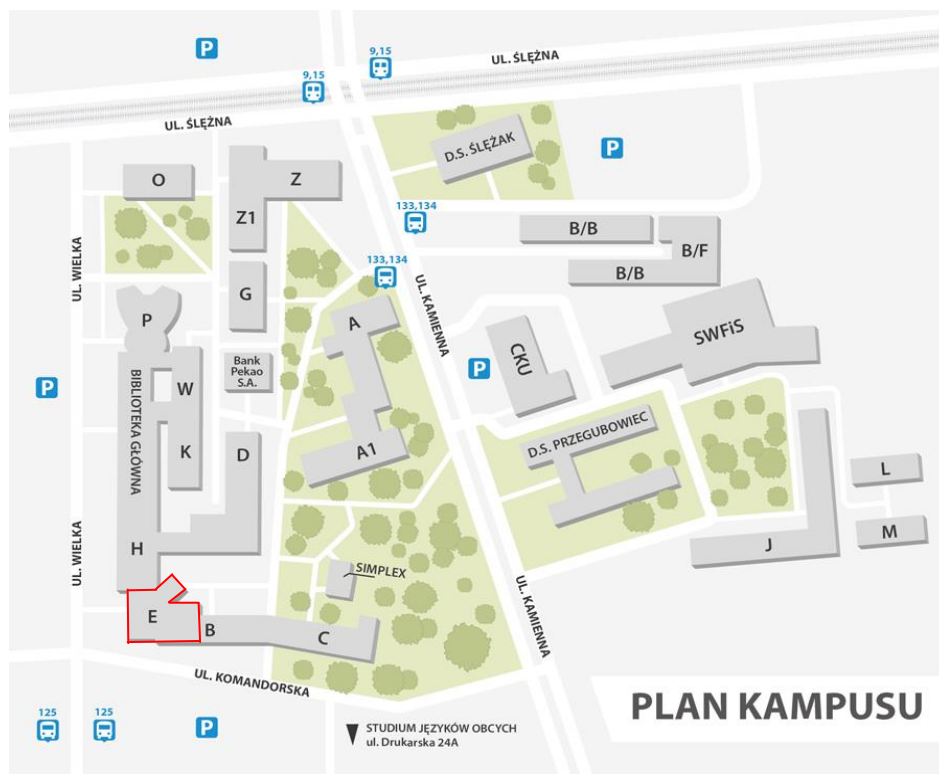 P
9,15
9,15
UL. ŚLĘŻNA
UL. ŚLĘŻNA
D.S. ŚLĘŻAK
P
O
Z
Z1
133,134
B/B
B/F
B/B
UL. WIELKA
133,134
UL. KAMIENNA
G
P
A
SWFiS
CKU
P
Bank
Pekao
S.A.
W
P
BIBLIOTEKA GŁÓWNA
K
D
A1
D.S. PRZEGUBOWIEC
L
M
J
UL. WIELKA
H
SIMPLEX
UL. KAMIENNA
E
B
C
UL. KOMANDORSKA
PLAN KAMPUSU
125
125
P
STUDIUM JĘZYKÓW OBCYCH
ul. Drukarska 24A